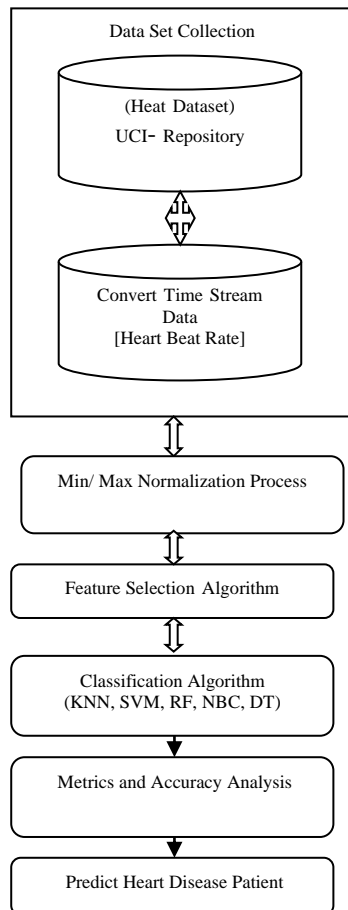 Data Set Collection
(Heat Dataset)
UCI- Repository
Convert Time Stream
Data
[Heart Beat Rate]
Min/ Max Normalization Process
Feature Selection Algorithm
Classification Algorithm
(KNN, SVM, RF, NBC, DT)
Metrics and Accuracy Analysis
Predict Heart Disease Patient